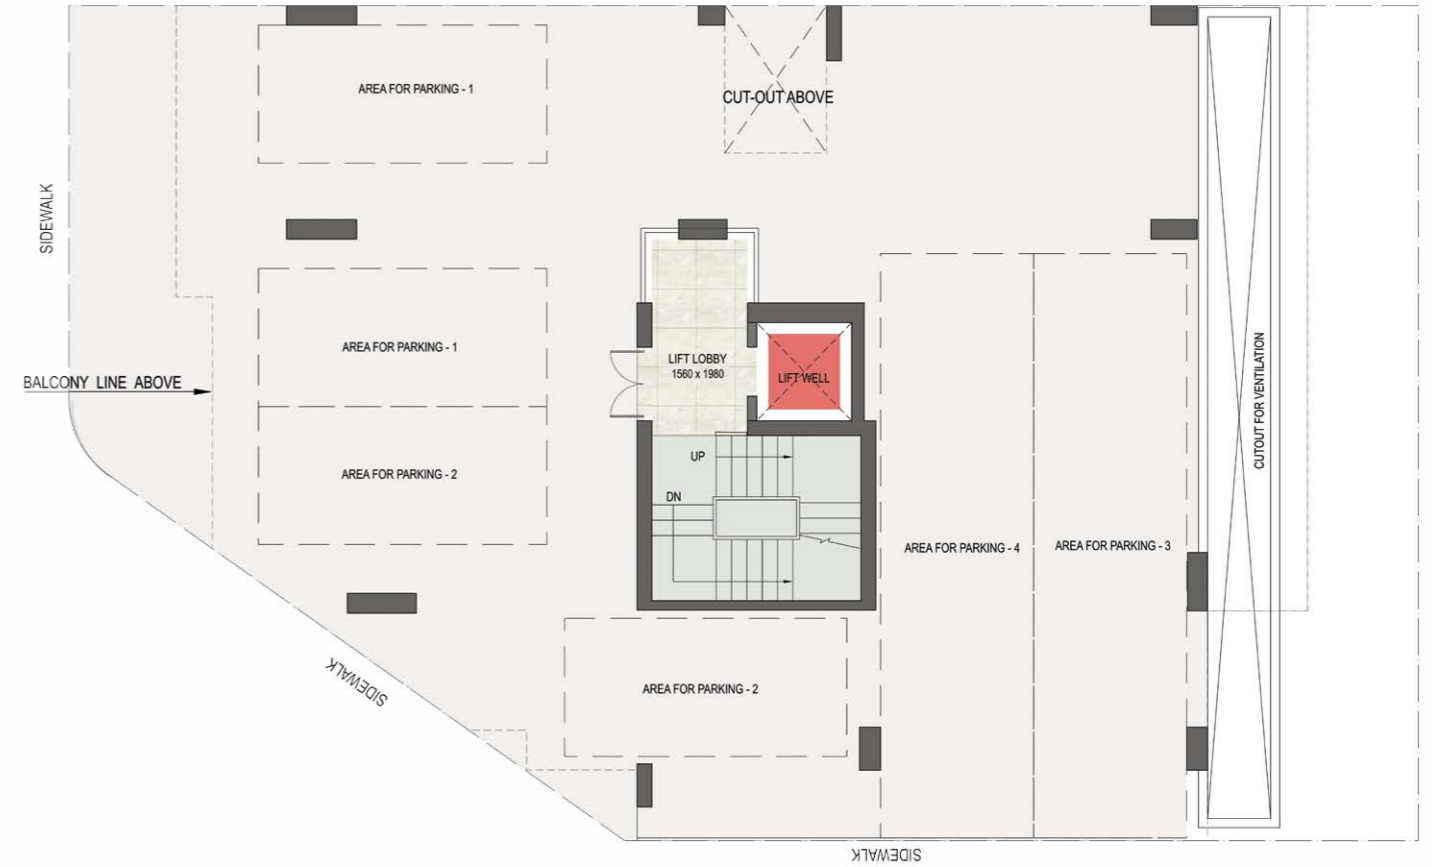 AREA FOR PARKING - 1
CUT-OUT ABOVE
SIDEWALK
AREA FOR PARKING - 1
LIFT LOBBY
1560 x 1980
LIFT WELL
BALCONY LINE ABOVE
CUTOUT FOR VENTILATION
UP
AREA FOR PARKING - 2
DN
AREA FOR PARKING - 4
AREA FOR PARKING - 3
SIDEWALK
AREA FOR PARKING - 2
SIDEWALK